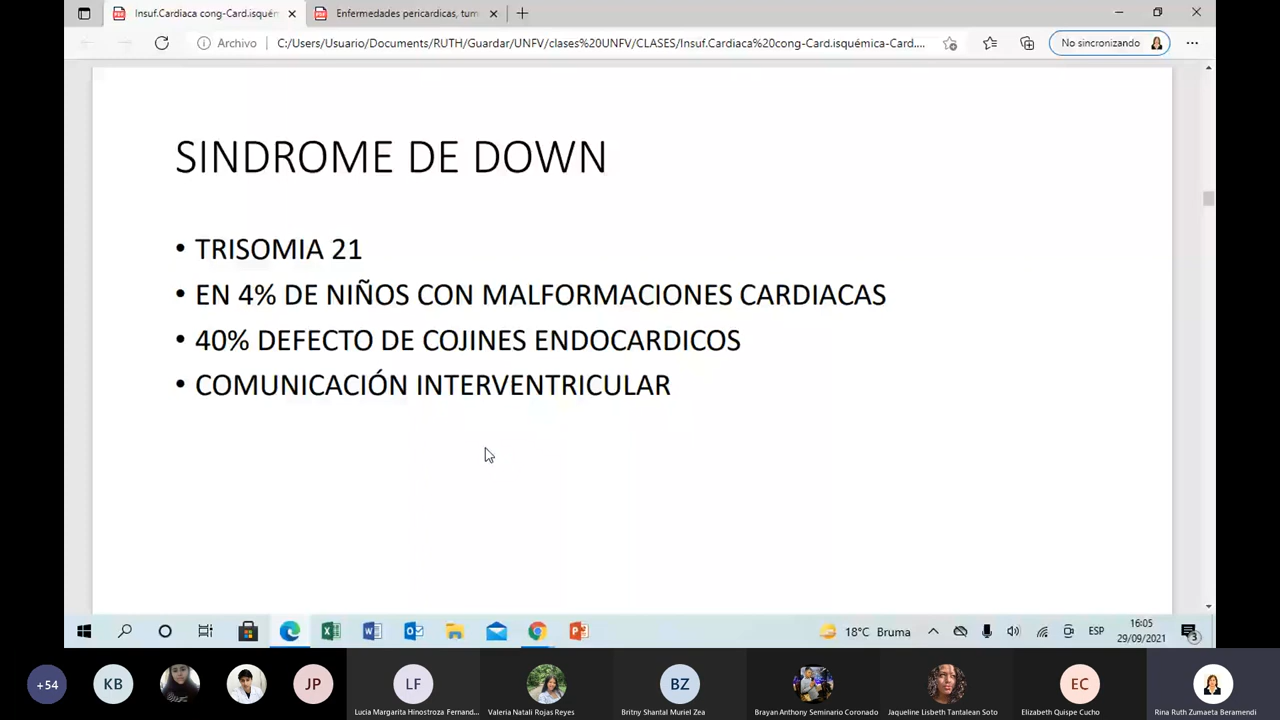 Insuf.Cardiaca cong-Card.isquém
Enfermedades pericardicas, tum
Archivo
C:/Users/Usuario/Documents/RUTH/Guardar/UNFV/clases%20UNFV/CLASES/Insuf.Cardiaca%20cong-Card.isquémica-Card....
No sincronizando
SINDROME DE DOWN
• TRISOMIA 21
• EN 4% DE NIÑOS CON MALFORMACIONES CARDIACAS
• 40% DEFECTO DE COJINES ENDOCARDICOS
• COMUNICACIÓN INTERVENTRICULAR
18°C Bruma
ESP
16:05
29/09/2021
3
+54
KB
JP
LF
BZ
EC
Lucia Margarita Hinostroza Fernand...
Valeria Natali Rojas Reyes
Britny Shantal Muriel Zea
Brayan Anthony Seminario Coronado
Jaqueline Lisbeth Tantalean Soto
Elizabeth Quispe Cucho
Rina Ruth Zumaeta Beramendi